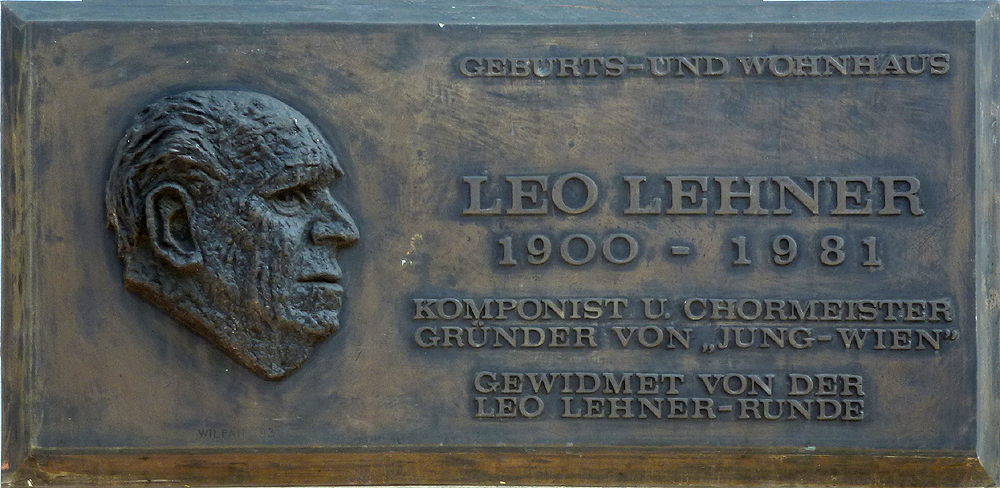 GEBURTS-UND WOHNHAUS
LEO LEHNER
1900 - 1981
KOMPONIST U. CHORMEISTER
GRÜNDER VON „JUNG-WIEN”
GEWIDMET VON DER
LEO LEHNER-RUNDE